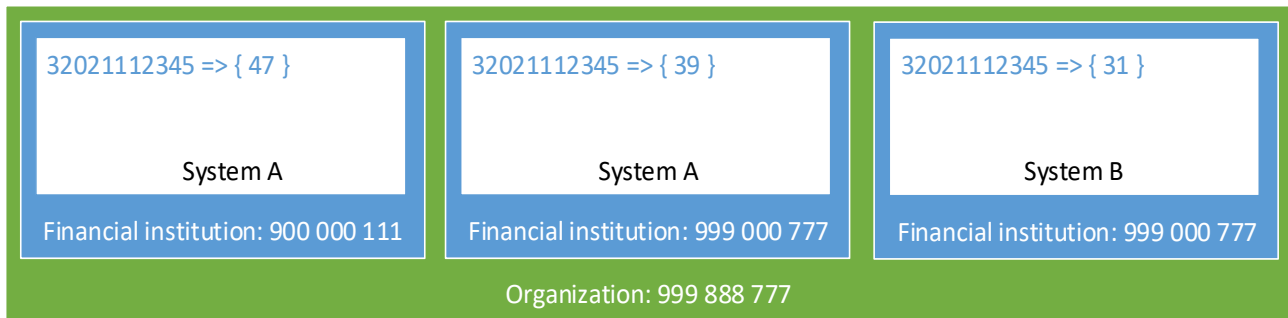 32021112345 => { 47 }
System A
Financial institution: 900 000 111
32021112345 => { 39 }
System A
Financial institution: 999 000 777
32021112345 => { 31 }
System B
Financial institution: 999 000 777
Organization: 999 888 777